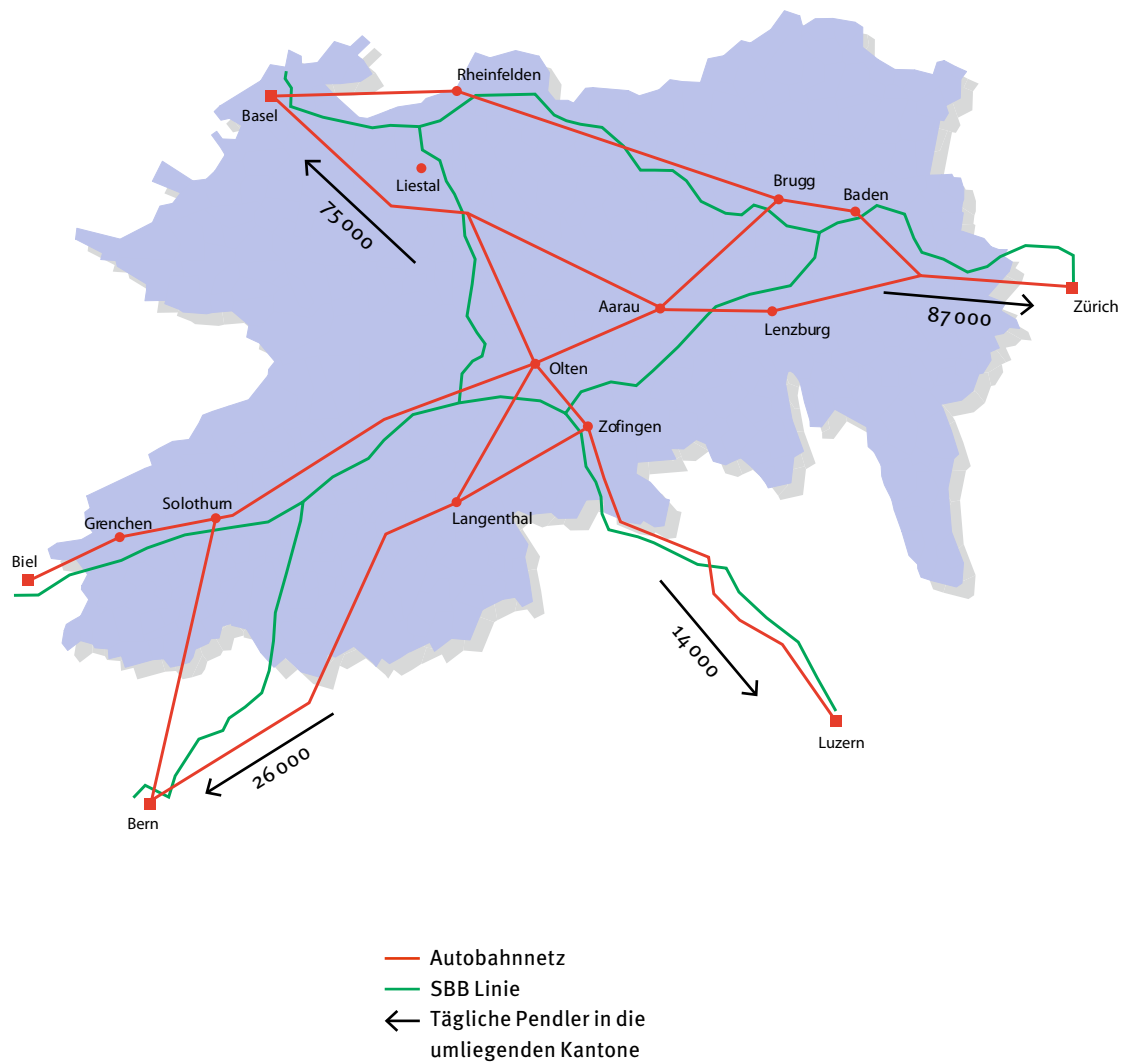 Rheinfelden
Basel
Liestal
75 000
Brugg
Baden
Aarau
Lenzburg
87 000
Zürich
Olten
Zofingen
Solothurn
Grenchen
Langenthal
Biel
14 000
26 000
Luzern
Bern
Autobahnnetz
SBB Linie
Tägliche Pendler in die
umliegenden Kantone